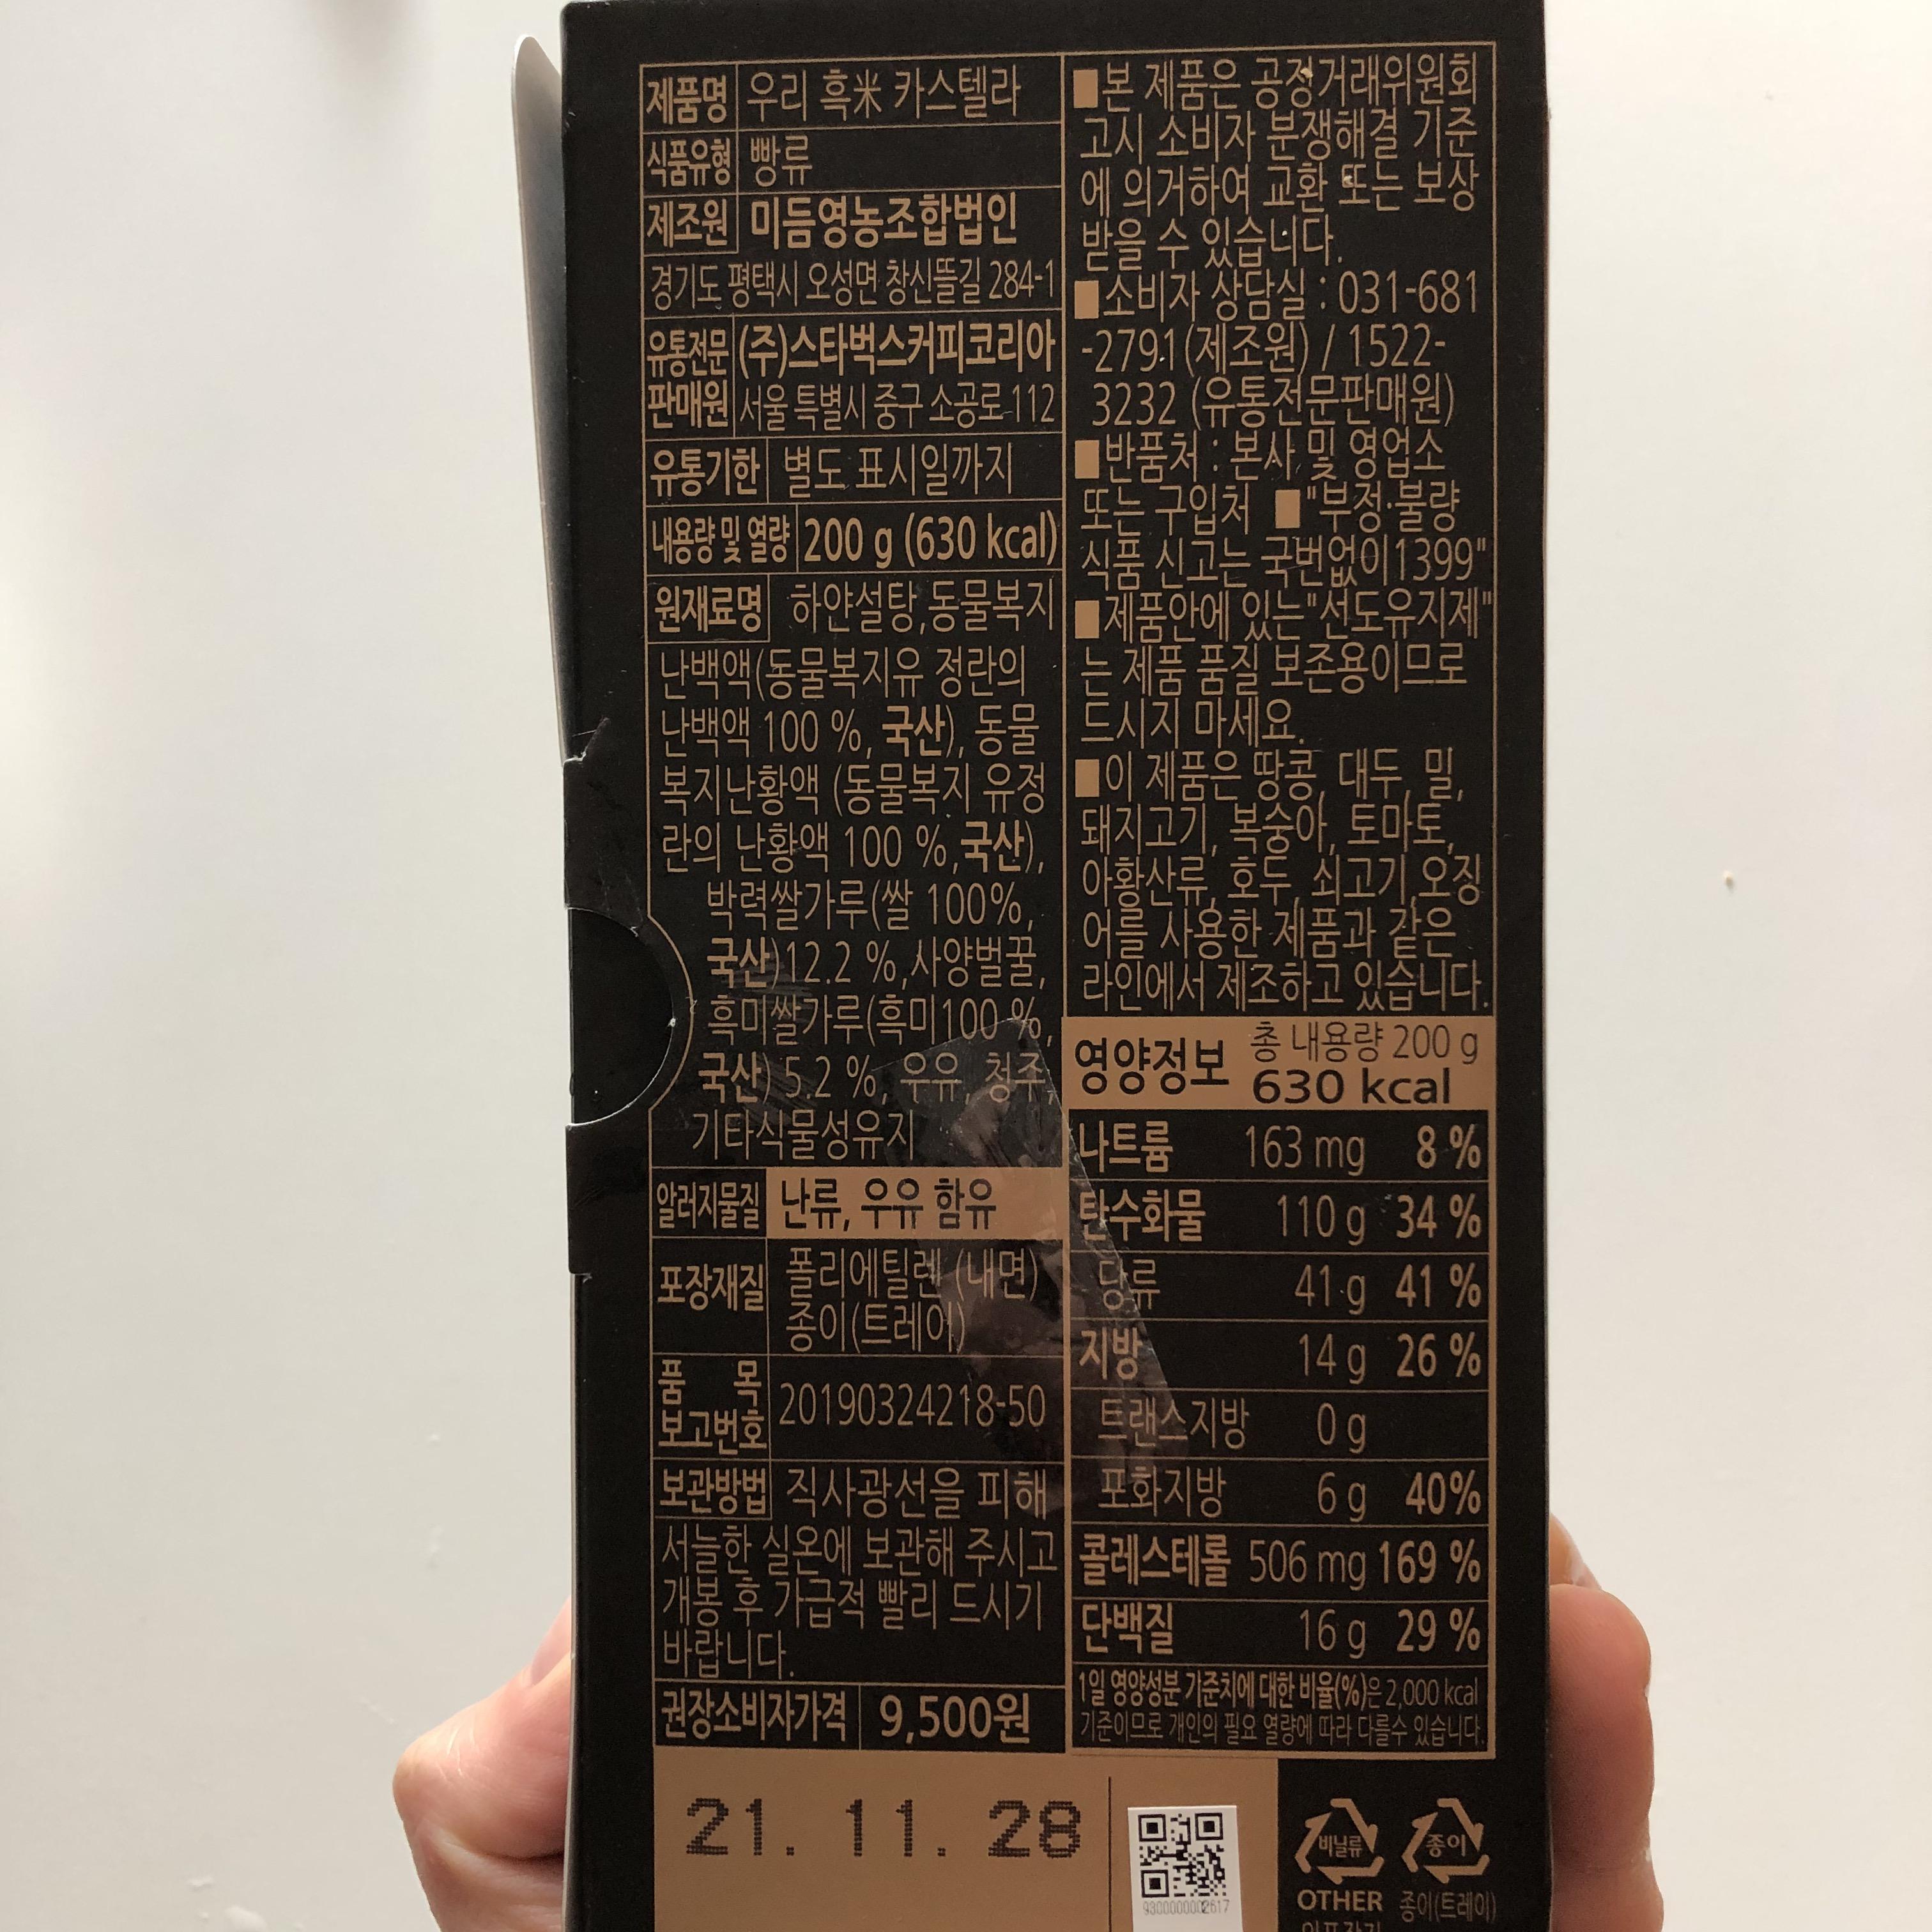 제품명 우리 흑米 카스텔라
식품유형 빵류
제조원 미듬영농조합법인
경기도 평택시 오성면 창신뜰길 284-1
유통전문 (주)스타벅스커피코리아
판매원 서울 특별시 중구 소공로 112
유통기한 별도 표시일까지
내용량 및 열량 200 g (630 kcal)
원재료명 하얀설탕, 동물복지
난백액(동물복지유 정란의
난백액 100 %, 국산), 동물
복지난황액 (동물복지 유정
란의 난황액 100 %, 국산),
박력쌀가루(쌀 100%,
국산)12.2 %,사양벌꿀,
흑미쌀가루(흑미100 %,
국산) 5.2 %, 우유, 청주,
기타식물성유지
알러지물질 난류, 우유 함유
포장재질 폴리에틸렌 (내면)
종이(트레이)
품 목
보고번호 20190324218-50
보관방법 직사광선을 피해
서늘한 실온에 보관해 주시고
개봉 후 가급적 빨리 드시기
바랍니다.
권장소비자가격 9,500원
■본 제품은 공정거래위원회
고시 소비자 분쟁해결 기준
에 의거하여 교환 또는 보상
받을 수 있습니다.
■소비자 상담실 : 031-681
-2791(제조원) / 1522-
3232 (유통전문판매원)
■반품처 : 본사 및 영업소
또는 구입처 ■"부정·불량
식품 신고는 국번없이1399"
■제품안에 있는"선도유지제"
는 제품 품질 보존용이므로
드시지 마세요.
■이 제품은 땅콩, 대두, 밀,
돼지고기, 복숭아, 토마토,
아황산류, 호두, 쇠고기,오징
어를 사용한 제품과 같은
라인에서 제조하고 있습니다.
영양정보 총 내용량 200 g
630 kcal
나트륨 163 mg 8 %
탄수화물 110 g 34 %
당류 41 g 41 %
지방 14 g 26 %
트랜스지방 0 g
포화지방 6 g 40%
콜레스테롤 506 mg 169 %
단백질 16 g 29 %
1일 영양성분 기준치에 대한 비율(%)은 2,000 kcal
기준이므로 개인의 필요 열량에 따라 다를수 있습니다.
21. 11. 28
9300000002617
비닐류 종이
OTHER 종이(트레이)